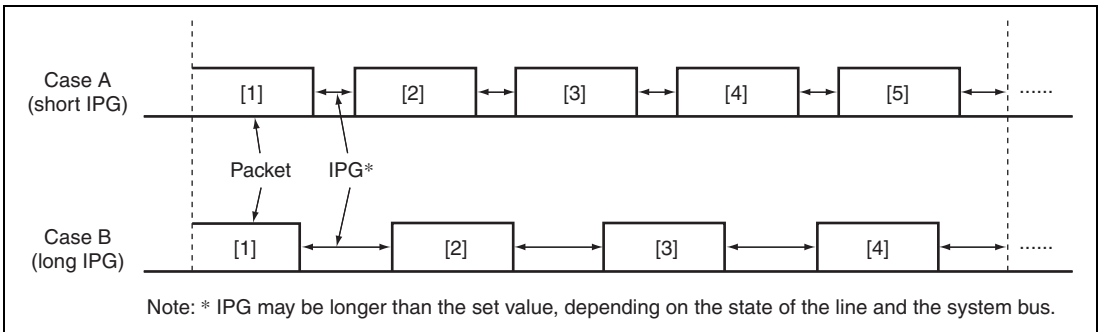 Case A
(short IPG)
[1]
[2]
[3]
[4]
[5]
......
Packet
IPG*
Case B
(long IPG)
[1]
[2]
[3]
[4]
......
Note: * IPG may be longer than the set value, depending on the state of the line and the system bus.